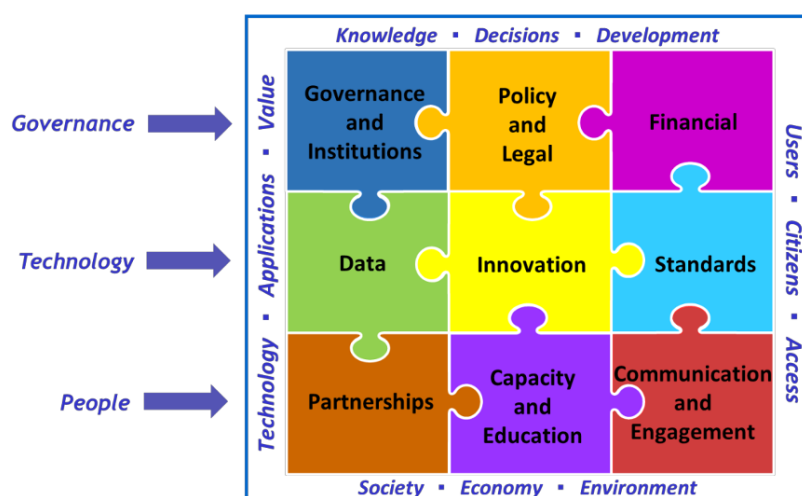 Knowledge ▪ Decisions ▪ Development
Governance
Technology
People
Technology ▪ Applications ▪ Value
Governance
and
Institutions
Policy
and
Legal
Financial
Data
Innovation
Standards
Partnerships
Capacity
and
Education
Communication
and
Engagement
Users ▪ Citizens ▪ Access
Society ▪ Economy ▪ Environment